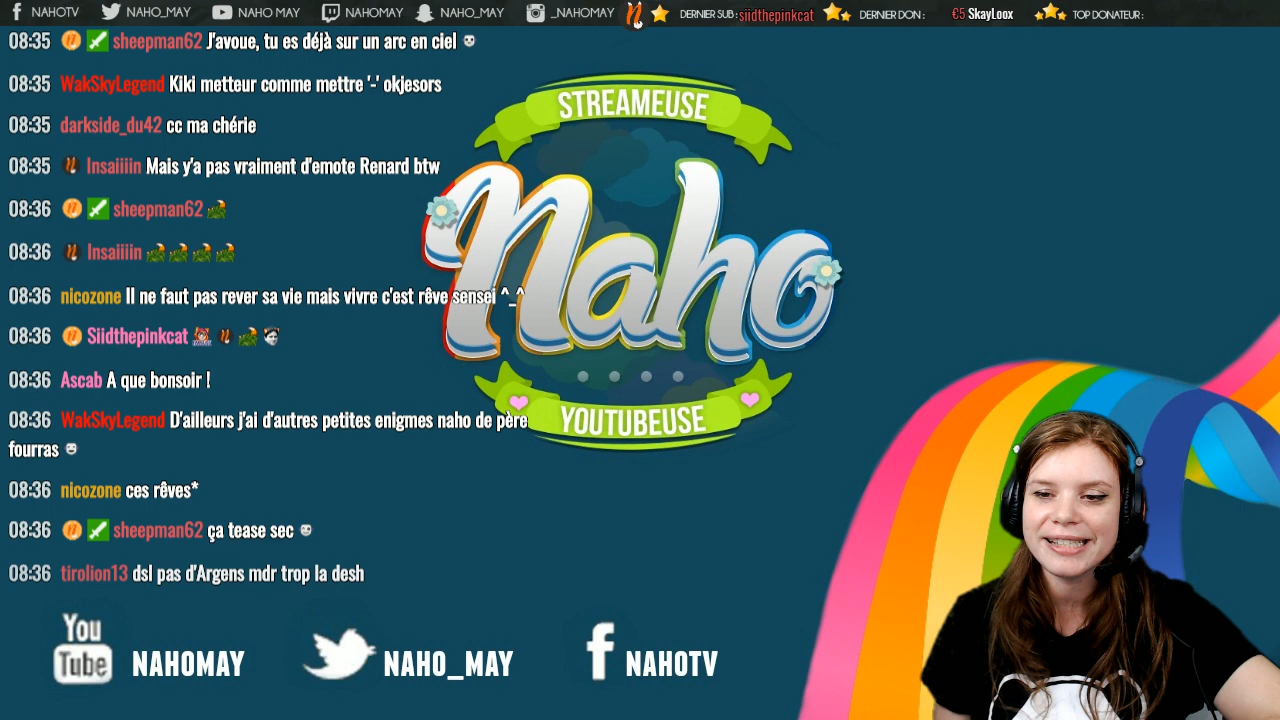 NAHOTV NAHO_MAY NAHO MAY NAHOMAY NAHO_MAY _NAHOMAY DERNIER SUB : siidthepinkcat DERNIER DON : €5 SkayLoox TOP DONATEUR :
08:35 sheepman62 J'avoue, tu es déjà sur un arc en ciel
08:35 WakSkyLegend Kiki metteur comme mettre '-' okjesors
08:35 darkside_du42 cc ma chérie
08:35 Insaiiiin Mais y'a pas vraiment d'emote Renard btw
08:36 sheepman62
08:36 Insaiiiin
08:36 nicozone Il ne faut pas rever sa vie mais vivre c'est rêve sensei ^_^
08:36 Siidthepinkcat
08:36 Ascab A que bonsoir !
08:36 WakSkyLegend D'ailleurs j'ai d'autres petites enigmes naho de père
fourras
08:36 nicozone ces rêves*
08:36 sheepman62 ça tease sec
08:36 tirolion13 dsl pas d'Argens mdr trop la desh
STREAMEUSE
Naho
YOUTUBEUSE
You
Tube NAHOMAY NAHO_MAY NAHOTV